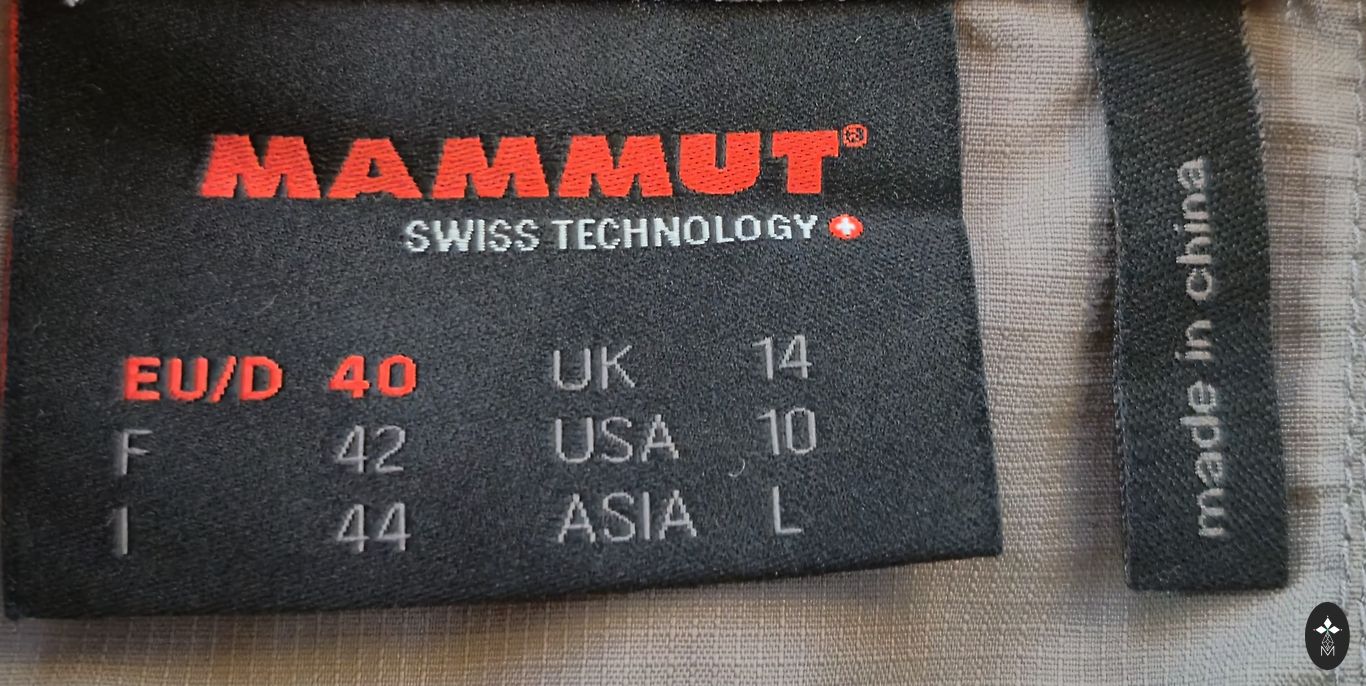 MAMMUT®
SWISS TECHNOLOGY
EU/D 40 UK 14
F 42 USA 10
I 44 ASIA L
made in china
M